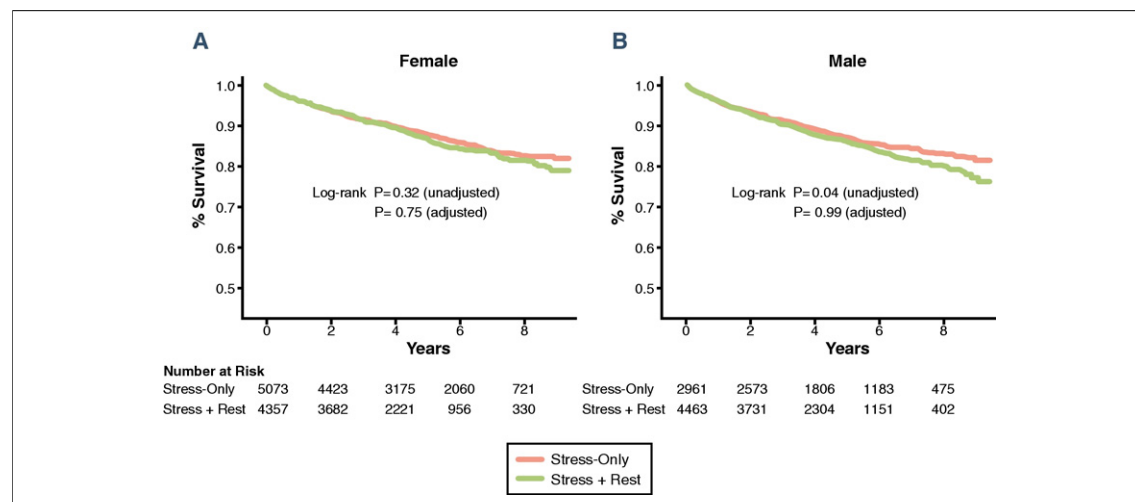 A
Female
% Survival
1.0
0.9
0.8
0.7
0.6
0.5
Log-rank P= 0.32 (unadjusted)
P= 0.75 (adjusted)
0 2 4 6 8
Years
B
Male
% Suvival
1.0
0.9
0.8
0.7
0.6
0.5
Log-rank P= 0.04 (unadjusted)
P= 0.99 (adjusted)
0 2 4 6 8
Years
Number at Risk
Stress-Only 5073 4423 3175 2060 721
Stress + Rest 4357 3682 2221 956 330
Stress-Only 2961 2573 1806 1183 475
Stress + Rest 4463 3731 2304 1151 402
Stress-Only
Stress + Rest